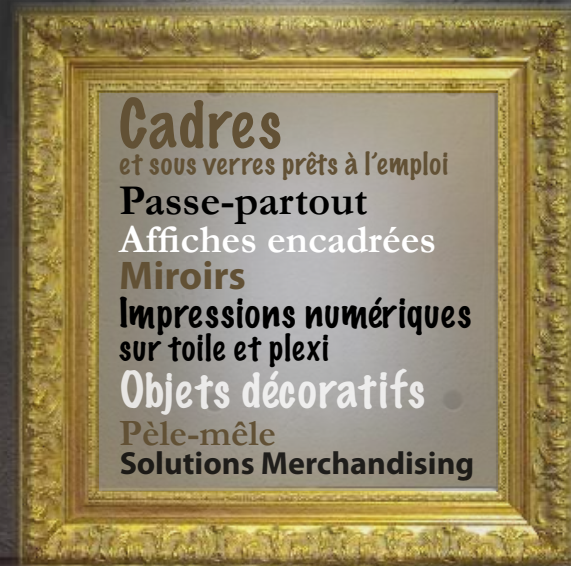 Cadres
et sous verres prêts à l'emploi
Passe-partout
Affiches encadrées
Miroirs
Impressions numériques
sur toile et plexi
Objets décoratifs
Pèle-mêle
Solutions Merchandising